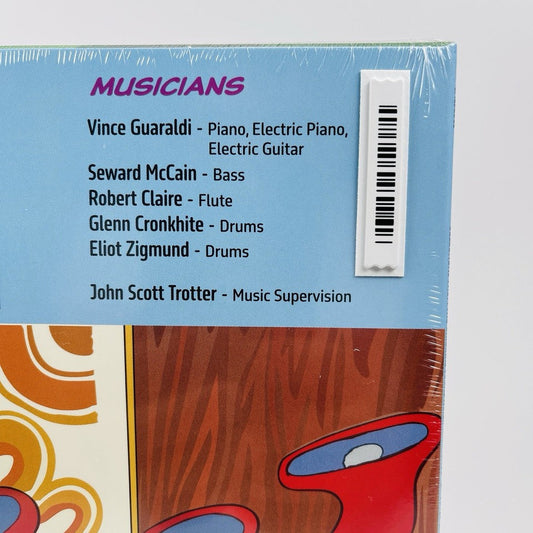 MUSICIANS
Vince Guaraldi - Piano, Electric Piano,
Electric Guitar
Seward McCain - Bass
Robert Claire - Flute
Glenn Cronkhite - Drums
Eliot Zigmund - Drums
John Scott Trotter - Music Supervision